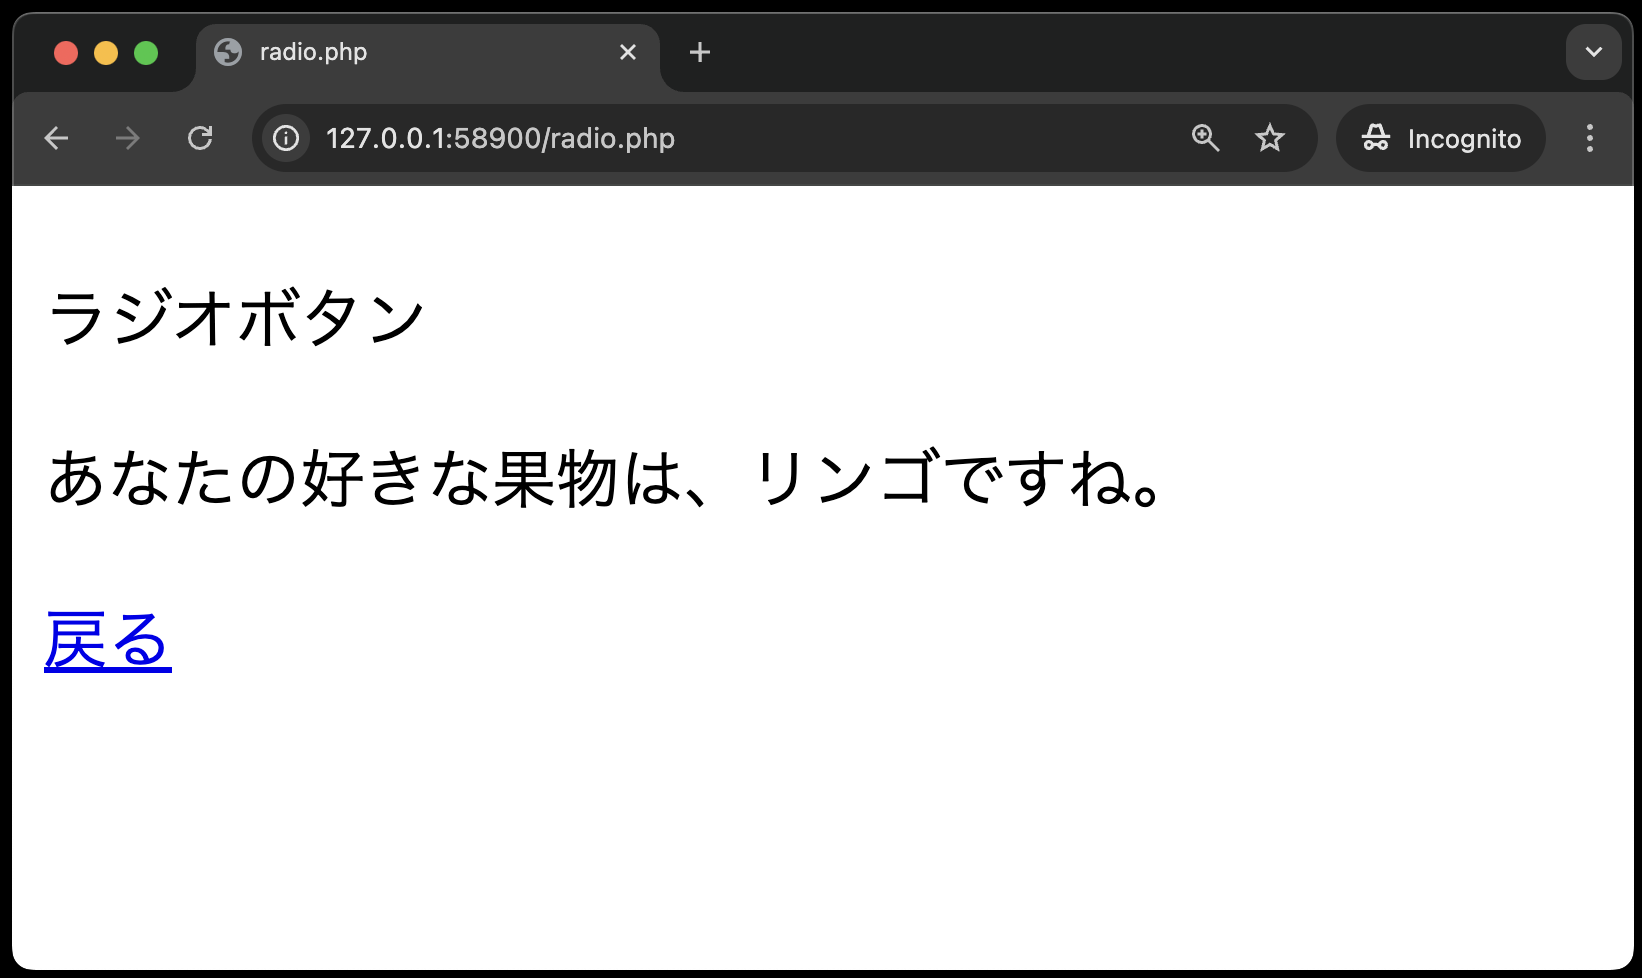 radio.php
127.0.0.1:58900/radio.php
Incognito
ラジオボタン
あなたの好きな果物は、リンゴですね。
戻る